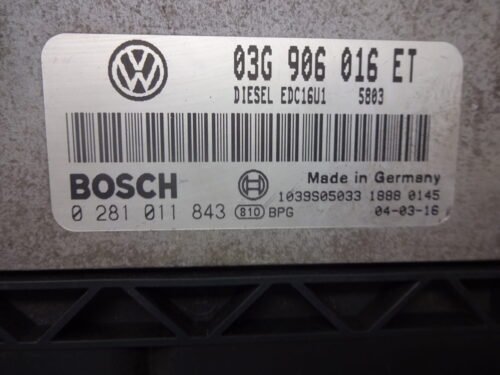 03G 906 016 ET
DIESEL EDC16U1 5803
BOSCH
Made in Germany
1039S05033 1888 0145
0 281 011 843 810 BPG 04-03-16